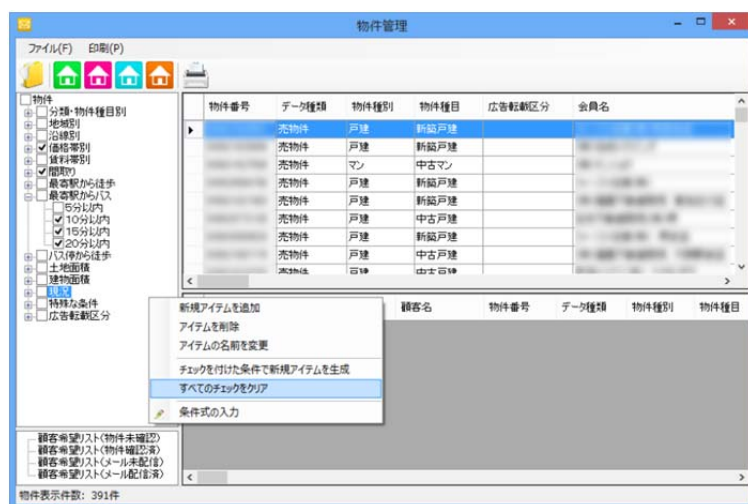 物件管理
ファイル(F) 印刷(P)
物件
分類・物件種目別
地域別
沿線別
価格帯別
賃料帯別
間取り
最寄駅から徒歩
最寄駅からバス
5分以内
10分以内
15分以内
20分以内
バス停から徒歩
土地面積
建物面積
現況
特殊な条件
広告転載区分
物件番号 データ種類 物件種別 物件種目 広告転載区分 会員名
売物件 戸建 新築戸建
売物件 戸建 新築戸建
売物件 マン 中古マン
売物件 戸建 新築戸建
売物件 戸建 新築戸建
売物件 戸建 中古戸建
売物件 戸建 新築戸建
売物件 戸建 中古戸建
売物件 戸建 中古戸建
顧客名 物件番号 データ種類 物件種別 物件種目
新規アイテムを追加
アイテムを削除
アイテムの名前を変更
チェックを付けた条件で新規アイテムを生成
すべてのチェックをクリア
条件式の入力
顧客希望リスト(物件未確認)
顧客希望リスト(物件確認済)
顧客希望リスト(メール未配信)
顧客希望リスト(メール配信済)
物件表示件数: 391件